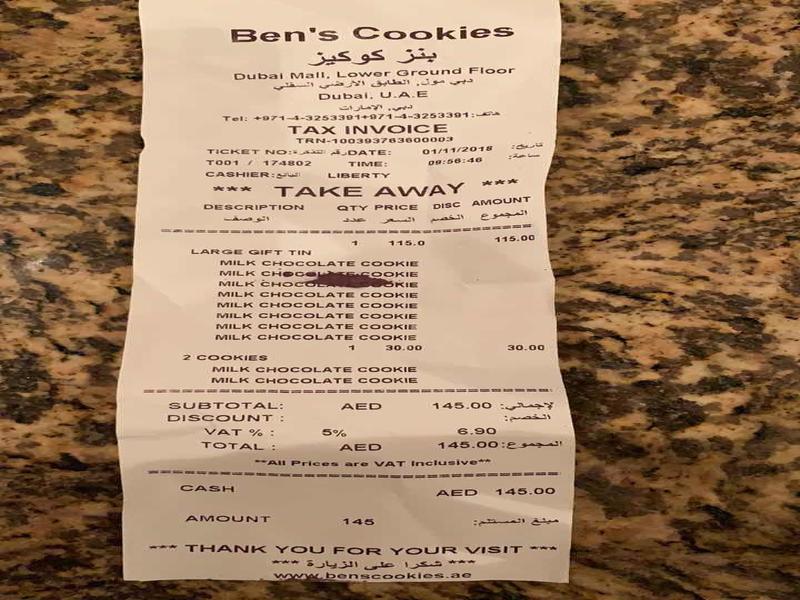 Ben's Cookies
بنز كوكيز
Dubai Mall, Lower Ground Floor
دبي مول, الطابق الارضي السفلي
Dubai, U.A.E
دبي, الإمارات
Tel: +971-4-3253391+971-4-3253391:هاتف
TAX INVOICE
TRN-100393763600003
TICKET NO:رقم التذكرة DATE: 01/11/2018 تاريخ:
T001 / 174802 TIME: 09:56:46 ساعة:
CASHIER:البائع: LIBERTY
*** TAKE AWAY ***
DESCRIPTION QTY PRICE DISC AMOUNT
الوصف عدد السعر الخصم المجموع
1 115.0 115.00
LARGE GIFT TIN
MILK CHOCOLATE COOKIE
MILK CHOCOLATE COOKIE
MILK CHOCOLATE COOKIE
MILK CHOCOLATE COOKIE
MILK CHOCOLATE COOKIE
MILK CHOCOLATE COOKIE
MILK CHOCOLATE COOKIE
MILK CHOCOLATE COOKIE
1 30.00 30.00
2 COOKIES
MILK CHOCOLATE COOKIE
MILK CHOCOLATE COOKIE
SUBTOTAL: AED 145.00 لإجمالي:
DISCOUNT : الخصم:
VAT % : 5% 6.90
TOTAL : AED 145.00 المجموع:
**All Prices are VAT Inclusive**
CASH AED 145.00
AMOUNT 145 مبلغ المستلم:
*** THANK YOU FOR YOUR VISIT ***
*** شكرا على الزيارة ***
www.benscookies.ae